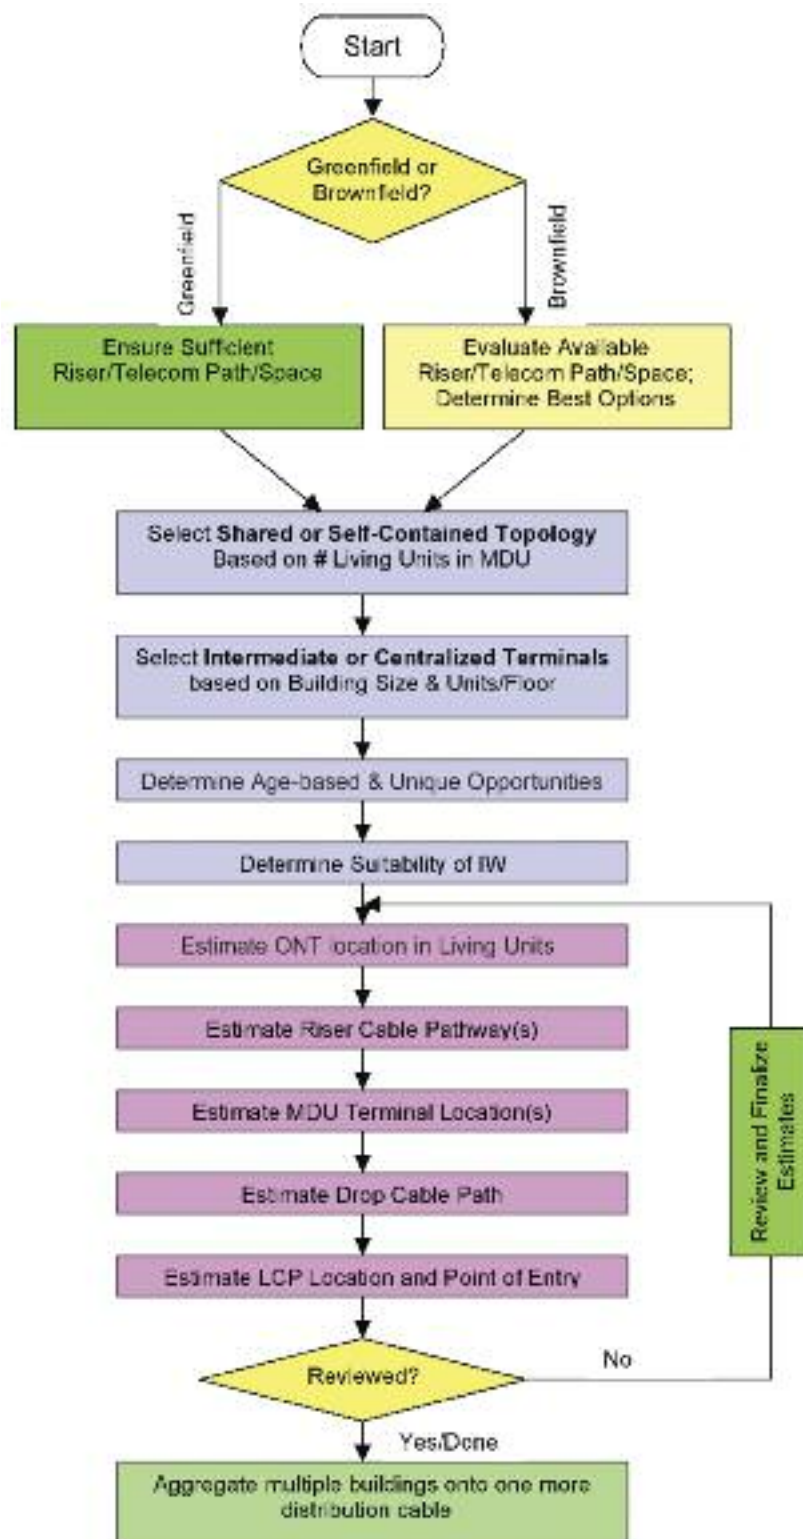 Start
Greenfield or
Brownfield?
Greenfield
Brownfield
Ensure Sufficient
Riser/Telecom Path/Space
Evaluate Available
Riser/Telecom Path/Space;
Determine Best Options
Select Shared or Self-Contained Topology
Based on # Living Units in MDU
Select Intermediate or Centralized Terminals
based on Building Size & Units/Floor
Determine Age-based & Unique Opportunities
Determine Suitability of IW
Estimate ONT location in Living Units
Estimate Riser Cable Pathway(s)
Estimate MDU Terminal Location(s)
Estimate Drop Cable Path
Estimate LCP Location and Point of Entry
Review and Finalize
Estimates
Reviewed?
No
Yes/Done
Aggregate multiple buildings onto one more
distribution cable